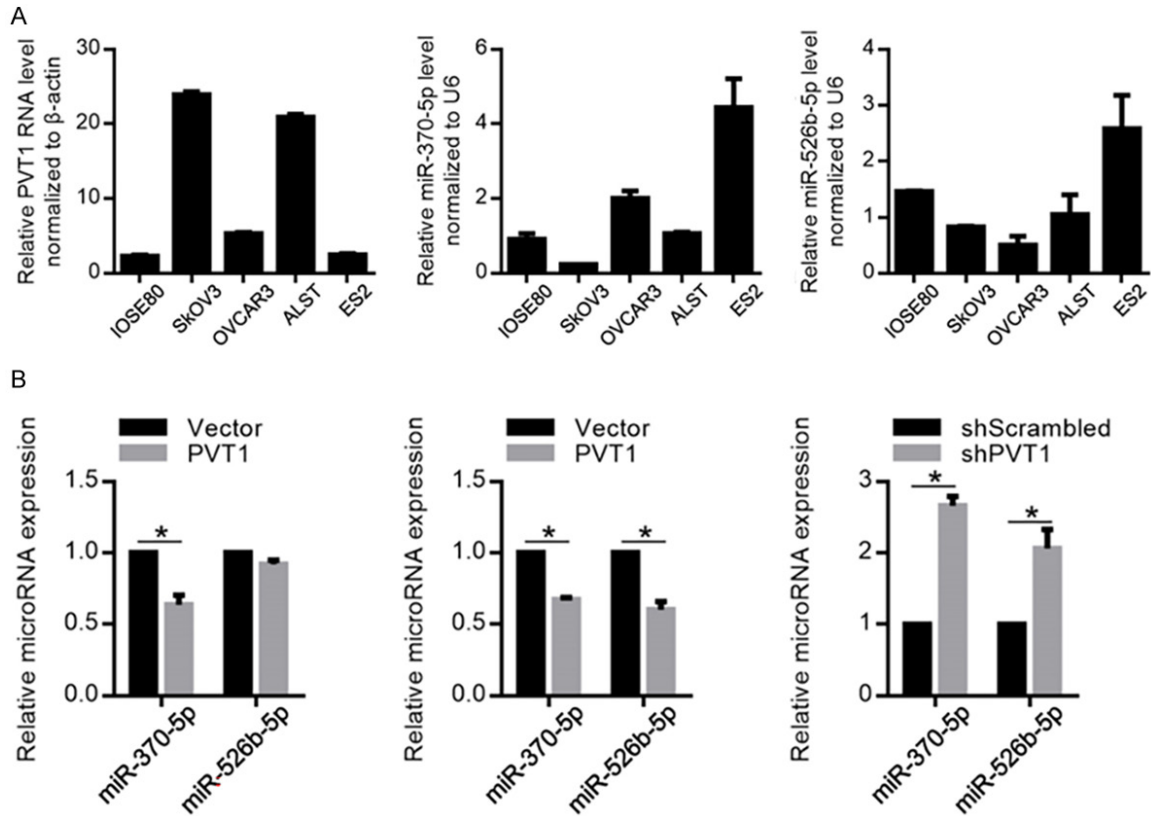 A
Relative PVT1 RNA level
normalized to β-actin
30
20
10
0
IOSE80
SkOV3
OVCAR3
ALST
ES2
Relative miR-370-5p level
normalized to U6
6
4
2
0
IOSE80
SkOV3
OVCAR3
ALST
ES2
Relative miR-526b-5p level
normalized to U6
4
3
2
1
0
IOSE80
SkOV3
OVCAR3
ALST
ES2
B
Relative microRNA expression
Vector
PVT1
1.5
1.0
0.5
0.0
*
miR-370-5p
miR-526b-5p
Relative microRNA expression
Vector
PVT1
1.5
1.0
0.5
0.0
*
*
miR-370-5p
miR-526b-5p
Relative microRNA expression
shScrambled
shPVT1
3
2
1
0
*
*
miR-370-5p
miR-526b-5p